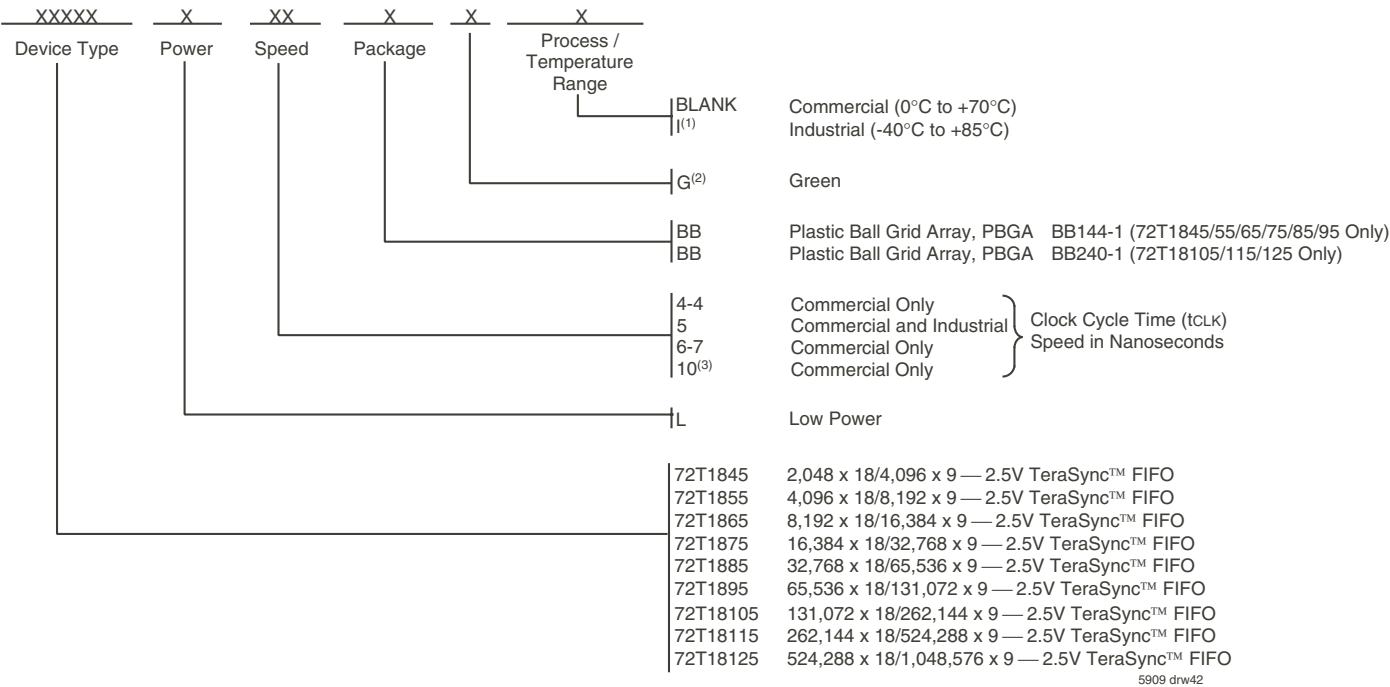 XXXXX X XX X X X
Device Type Power Speed Package Process /
Temperature
Range
BLANK Commercial (0°C to +70°C)
I(1) Industrial (-40°C to +85°C)
G(2) Green
BB Plastic Ball Grid Array, PBGA BB144-1 (72T1845/55/65/75/85/95 Only)
BB Plastic Ball Grid Array, PBGA BB240-1 (72T18105/115/125 Only)
4-4 Commercial Only
5 Commercial and Industrial
6-7 Commercial Only
10(3) Commercial Only
Clock Cycle Time (tCLK)
Speed in Nanoseconds
L Low Power
72T1845 2,048 x 18/4,096 x 9 — 2.5V TeraSync™ FIFO
72T1855 4,096 x 18/8,192 x 9 — 2.5V TeraSync™ FIFO
72T1865 8,192 x 18/16,384 x 9 — 2.5V TeraSync™ FIFO
72T1875 16,384 x 18/32,768 x 9 — 2.5V TeraSync™ FIFO
72T1885 32,768 x 18/65,536 x 9 — 2.5V TeraSync™ FIFO
72T1895 65,536 x 18/131,072 x 9 — 2.5V TeraSync™ FIFO
72T18105 131,072 x 18/262,144 x 9 — 2.5V TeraSync™ FIFO
72T18115 262,144 x 18/524,288 x 9 — 2.5V TeraSync™ FIFO
72T18125 524,288 x 18/1,048,576 x 9 — 2.5V TeraSync™ FIFO
5909 drw42